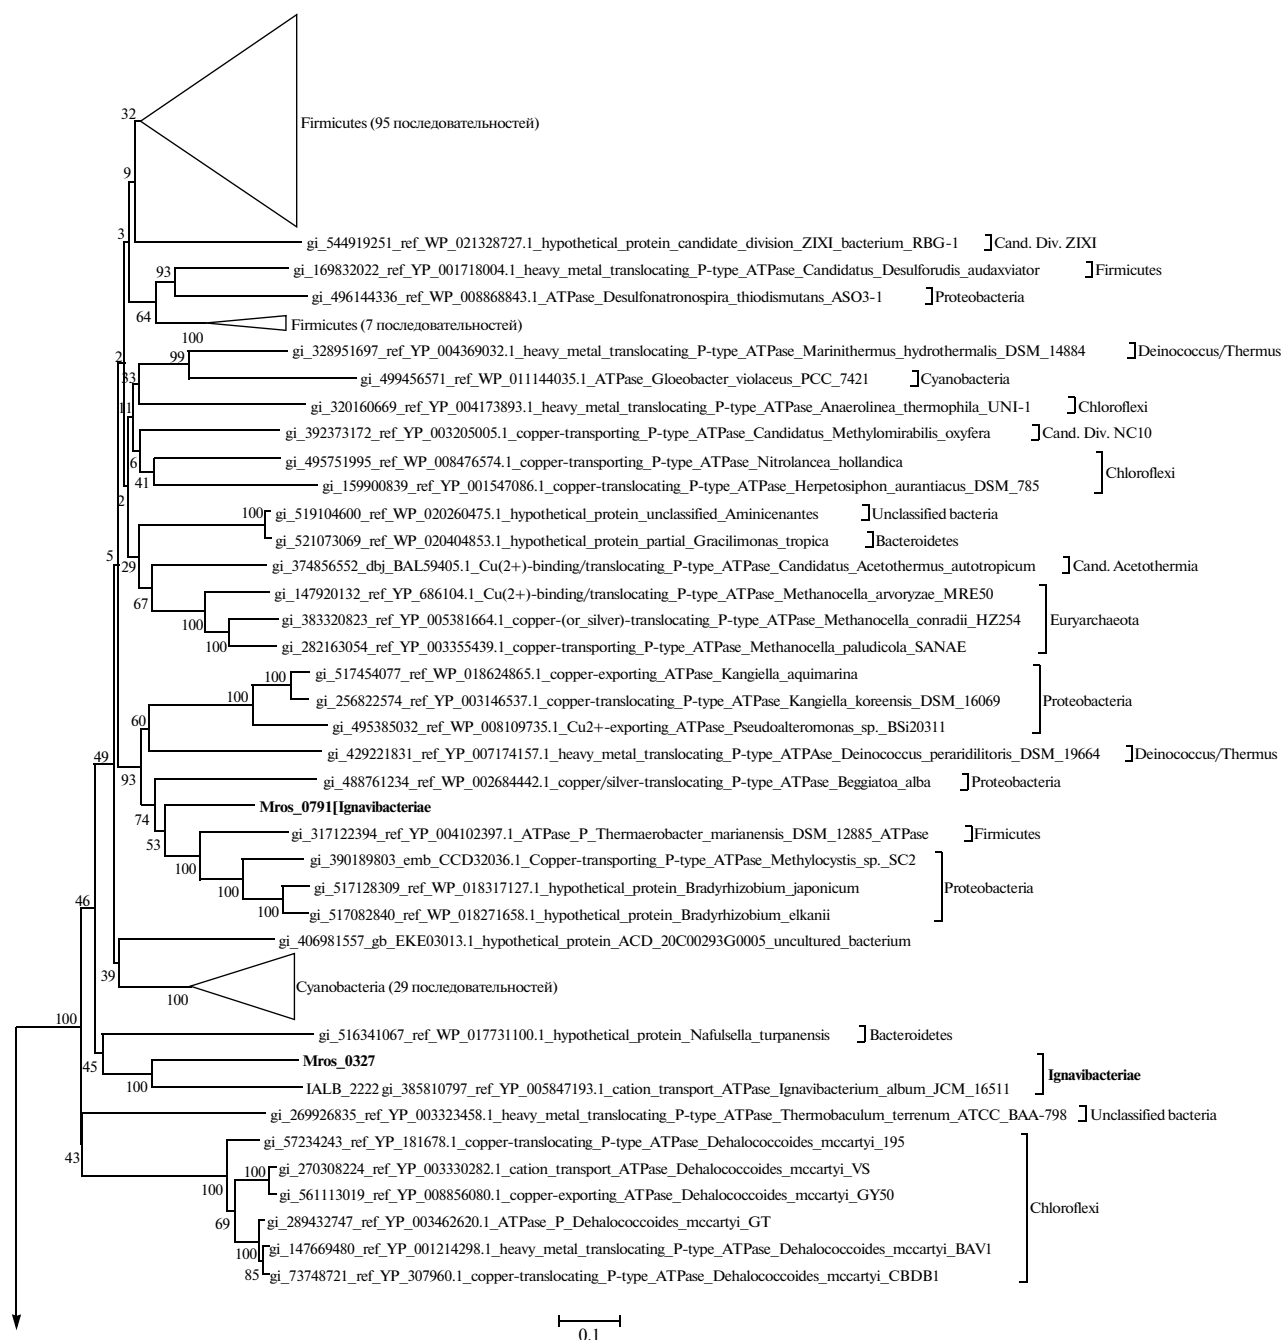 32
Firmicutes (95 последовательностей)
9
3
gi_544919251_ref_WP_021328727.1_hypothetical_protein_candidate_division_ZIXI_bacterium_RBG-1 Cand. Div. ZIXI
93 gi_169832022_ref_YP_001718004.1_heavy_metal_translocating_P-type_ATPase_Candidatus_Desulforudis_audaxviator Firmicutes
gi_496144336_ref_WP_008868843.1_ATPase_Desulfonatronospira_thiodismutans_ASO3-1 Proteobacteria
64
Firmicutes (7 последовательностей)
100
2 99 gi_328951697_ref_YP_004369032.1_heavy_metal_translocating_P-type_ATPase_Marinithermus_hydrothermalis_DSM_14884 Deinococcus/Thermus
33 gi_499456571_ref_WP_011144035.1_ATPase_Gloeobacter_violaceus_PCC_7421 Cyanobacteria
11 gi_320160669_ref_YP_004173893.1_heavy_metal_translocating_P-type_ATPase_Anaerolinea_thermophila_UNI-1 Chloroflexi
gi_392373172_ref_YP_003205005.1_copper-transporting_P-type_ATPase_Candidatus_Methylomirabilis_oxyfera Cand. Div. NC10
6 gi_495751995_ref_WP_008476574.1_copper-transporting_P-type_ATPase_Nitrolancea_hollandica
Chloroflexi
41 gi_159900839_ref_YP_001547086.1_copper-translocating_P-type_ATPase_Herpetosiphon_aurantiacus_DSM_785
2
100 gi_519104600_ref_WP_020260475.1_hypothetical_protein_unclassified_Aminicenantes Unclassified bacteria
gi_521073069_ref_WP_020404853.1_hypothetical_protein_partial_Gracilimonas_tropica Bacteroidetes
5 29 gi_374856552_dbj_BAL59405.1_Cu(2+)-binding/translocating_P-type_ATPase_Candidatus_Acetothermus_autotropicum Cand. Acetothermia
gi_147920132_ref_YP_686104.1_Cu(2+)-binding/translocating_P-type_ATPase_Methanocella_arvoryzae_MRE50
67
100 gi_383320823_ref_YP_005381664.1_copper-(or_silver)-translocating_P-type_ATPase_Methanocella_conradii_HZ254 Euryarchaeota
100 gi_282163054_ref_YP_003355439.1_copper-transporting_P-type_ATPase_Methanocella_paludicola_SANAE
100 gi_517454077_ref_WP_018624865.1_copper-exporting_ATPase_Kangiella_aquimarina
100 gi_256822574_ref_YP_003146537.1_copper-translocating_P-type_ATPase_Kangiella_koreensis_DSM_16069 Proteobacteria
60 gi_495385032_ref_WP_008109735.1_Cu2+-exporting_ATPase_Pseudoalteromonas_sp._BSi20311
49 gi_429221831_ref_YP_007174157.1_heavy_metal_translocating_P-type_ATPAse_Deinococcus_peraridilitoris_DSM_19664 Deinococcus/Thermus
93 gi_488761234_ref_WP_002684442.1_copper/silver-translocating_P-type_ATPase_Beggiatoa_alba Proteobacteria
Mros_0791[Ignavibacteriae
74
53 gi_317122394_ref_YP_004102397.1_ATPase_P_Thermaerobacter_marianensis_DSM_12885_ATPase Firmicutes
100 gi_390189803_emb_CCD32036.1_Copper-transporting_P-type_ATPase_Methylocystis_sp._SC2
100 gi_517128309_ref_WP_018317127.1_hypothetical_protein_Bradyrhizobium_japonicum Proteobacteria
46
100 gi_517082840_ref_WP_018271658.1_hypothetical_protein_Bradyrhizobium_elkanii
gi_406981557_gb_EKE03013.1_hypothetical_protein_ACD_20C00293G0005_uncultured_bacterium
39
100 Cyanobacteria (29 последовательностей)
100
gi_516341067_ref_WP_017731100.1_hypothetical_protein_Nafulsella_turpanensis Bacteroidetes
45 Mros_0327
Ignavibacteriae
100 IALB_2222 gi_385810797_ref_YP_005847193.1_cation_transport_ATPase_Ignavibacterium_album_JCM_16511
gi_269926835_ref_YP_003323458.1_heavy_metal_translocating_P-type_ATPase_Thermobaculum_terrenum_ATCC_BAA-798 Unclassified bacteria
gi_57234243_ref_YP_181678.1_copper-translocating_P-type_ATPase_Dehalococcoides_mccartyi_195
43
100 gi_270308224_ref_YP_003330282.1_cation_transport_ATPase_Dehalococcoides_mccartyi_VS
100 gi_561113019_ref_YP_008856080.1_copper-exporting_ATPase_Dehalococcoides_mccartyi_GY50
Chloroflexi
69 gi_289432747_ref_YP_003462620.1_ATPase_P_Dehalococcoides_mccartyi_GT
100 gi_147669480_ref_YP_001214298.1_heavy_metal_translocating_P-type_ATPase_Dehalococcoides_mccartyi_BAV1
85 gi_73748721_ref_YP_307960.1_copper-translocating_P-type_ATPase_Dehalococcoides_mccartyi_CBDB1
0.1